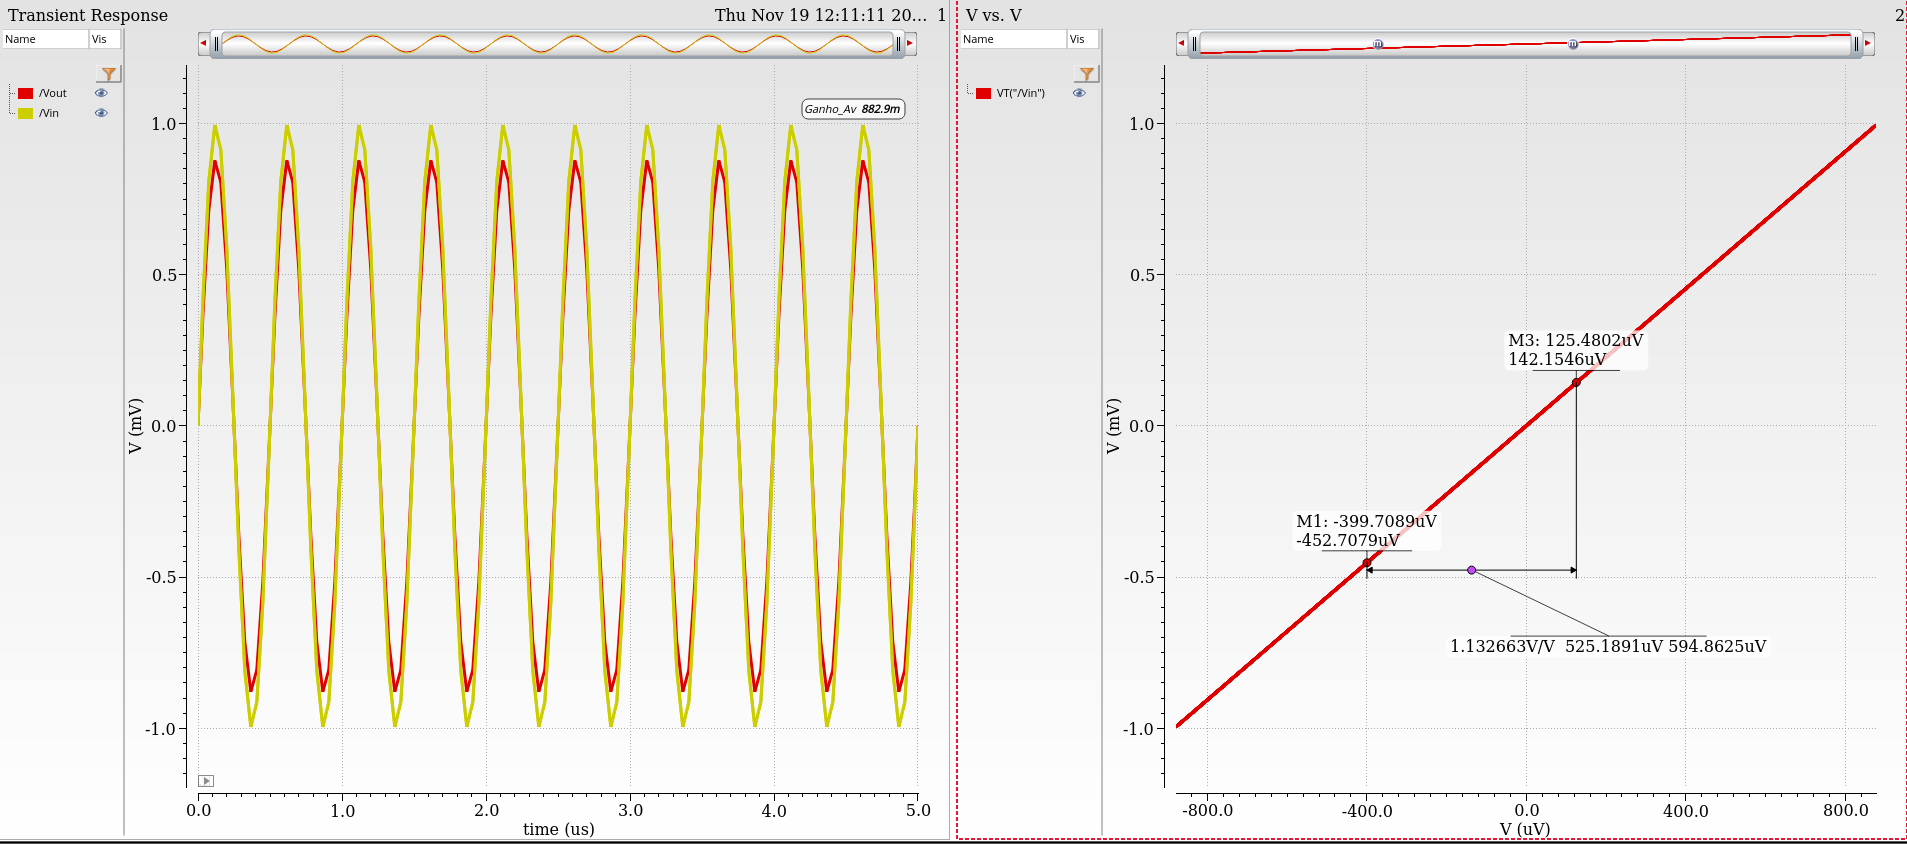 Transient Response
Thu Nov 19 12:11:11 20... 1
Name Vis
/Vout
/Vin
Ganho_Av 882.9m
1.0
0.5
0.0
-0.5
-1.0
V (mV)
0.0 1.0 2.0 3.0 4.0 5.0
time (us)
V vs. V
2
Name Vis
VT("/Vin")
1.0
0.5
0.0
-0.5
-1.0
V (mV)
M3: 125.4802uV
142.1546uV
M1: -399.7089uV
-452.7079uV
1.132663V/V 525.1891uV 594.8625uV
-800.0 -400.0 0.0 400.0 800.0
V (uV)